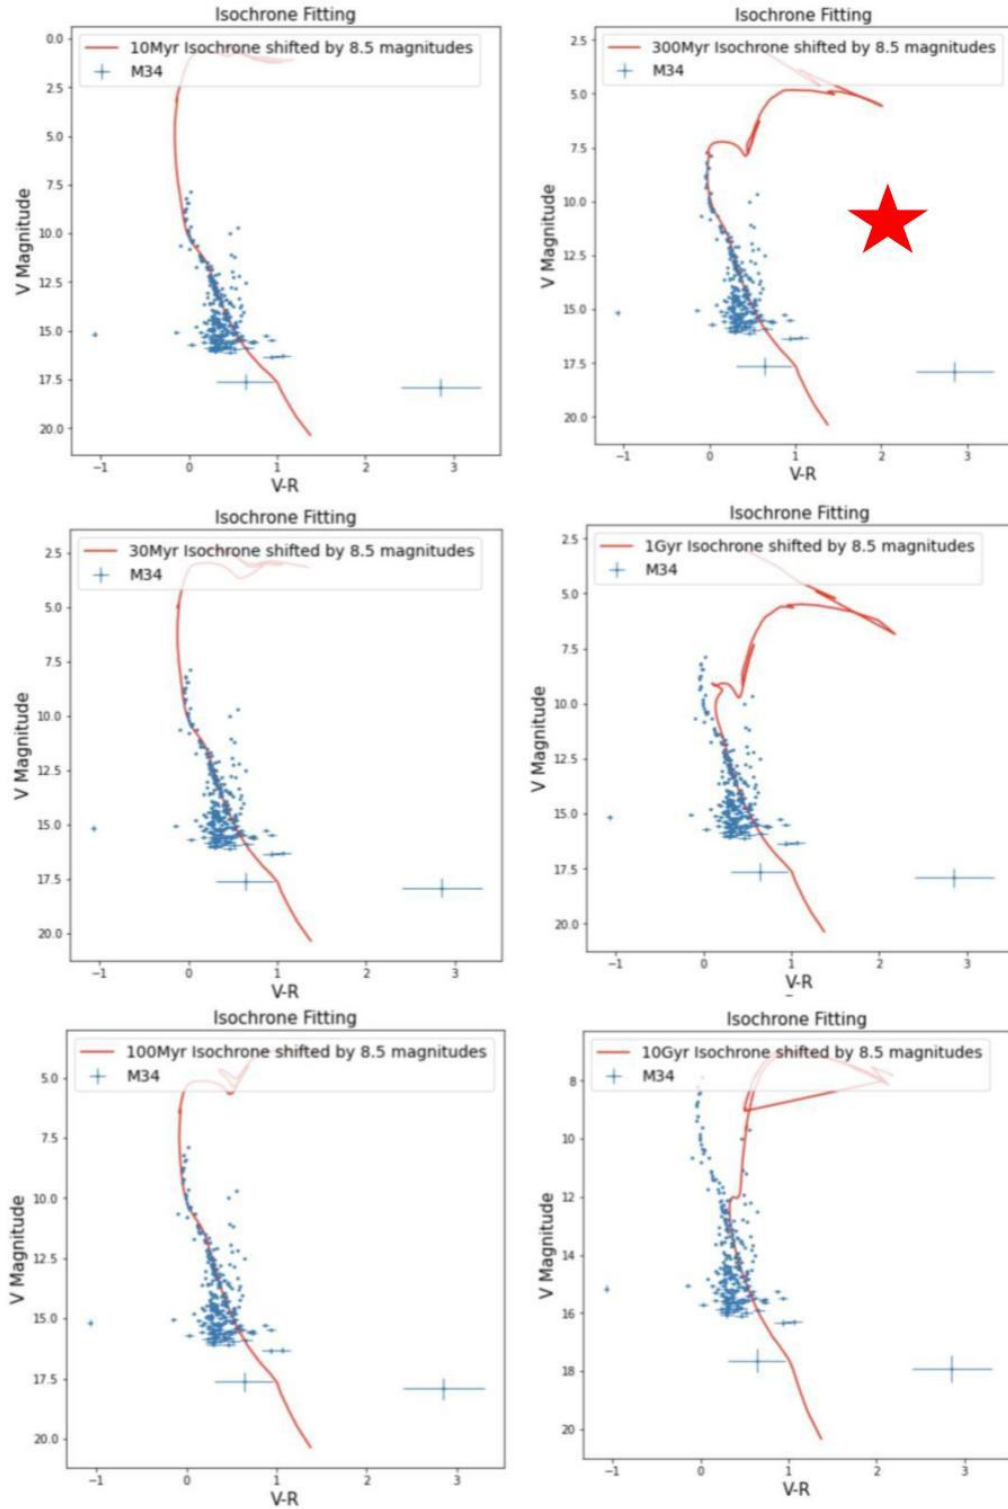 Isochrone Fitting
10Myr Isochrone shifted by 8.5 magnitudes
M34
0.0
2.5
5.0
7.5
10.0
12.5
15.0
17.5
20.0
V Magnitude
−1 0 1 2 3
V-R
Isochrone Fitting
300Myr Isochrone shifted by 8.5 magnitudes
M34
2.5
5.0
7.5
10.0
12.5
15.0
17.5
20.0
V Magnitude
−1 0 1 2 3
V-R
Isochrone Fitting
30Myr Isochrone shifted by 8.5 magnitudes
M34
2.5
5.0
7.5
10.0
12.5
15.0
17.5
20.0
V Magnitude
−1 0 1 2 3
V-R
Isochrone Fitting
1Gyr Isochrone shifted by 8.5 magnitudes
M34
2.5
5.0
7.5
10.0
12.5
15.0
17.5
20.0
V Magnitude
−1 0 1 2 3
V-R
Isochrone Fitting
100Myr Isochrone shifted by 8.5 magnitudes
M34
5.0
7.5
10.0
12.5
15.0
17.5
20.0
V Magnitude
−1 0 1 2 3
V-R
Isochrone Fitting
10Gyr Isochrone shifted by 8.5 magnitudes
M34
8
10
12
14
16
18
20
V Magnitude
−1 0 1 2 3
V-R